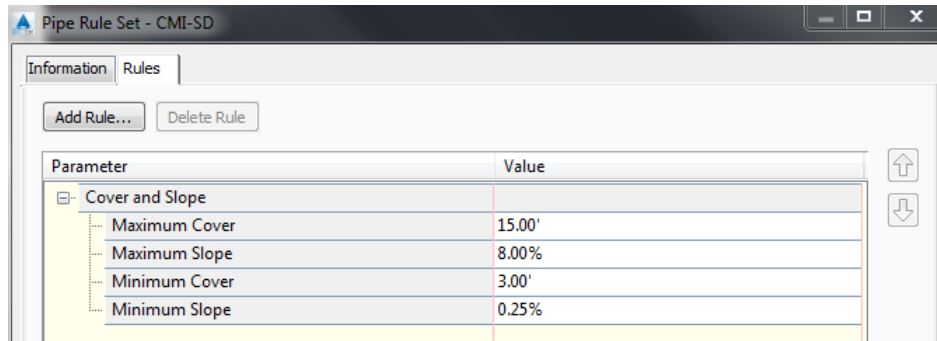 Pipe Rule Set - CMI-SD
Information Rules
Add Rule... Delete Rule
Parameter Value
Cover and Slope
Maximum Cover 15.00'
Maximum Slope 8.00%
Minimum Cover 3.00'
Minimum Slope 0.25%